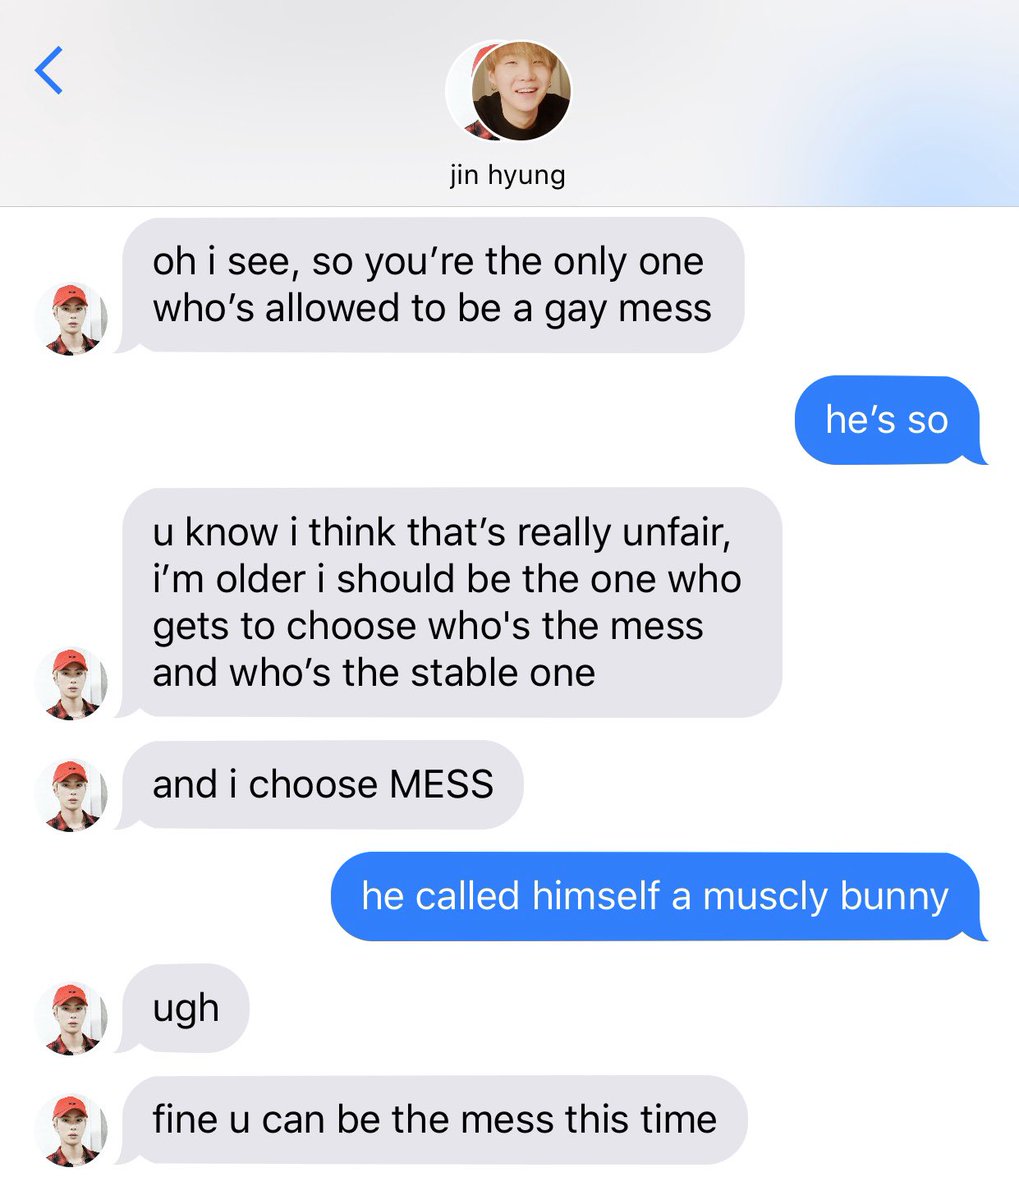 jin hyung
oh i see, so you’re the only one
who’s allowed to be a gay mess
he’s so
u know i think that’s really unfair,
i’m older i should be the one who
gets to choose who's the mess
and who’s the stable one
and i choose MESS
he called himself a muscly bunny
ugh
fine u can be the mess this time